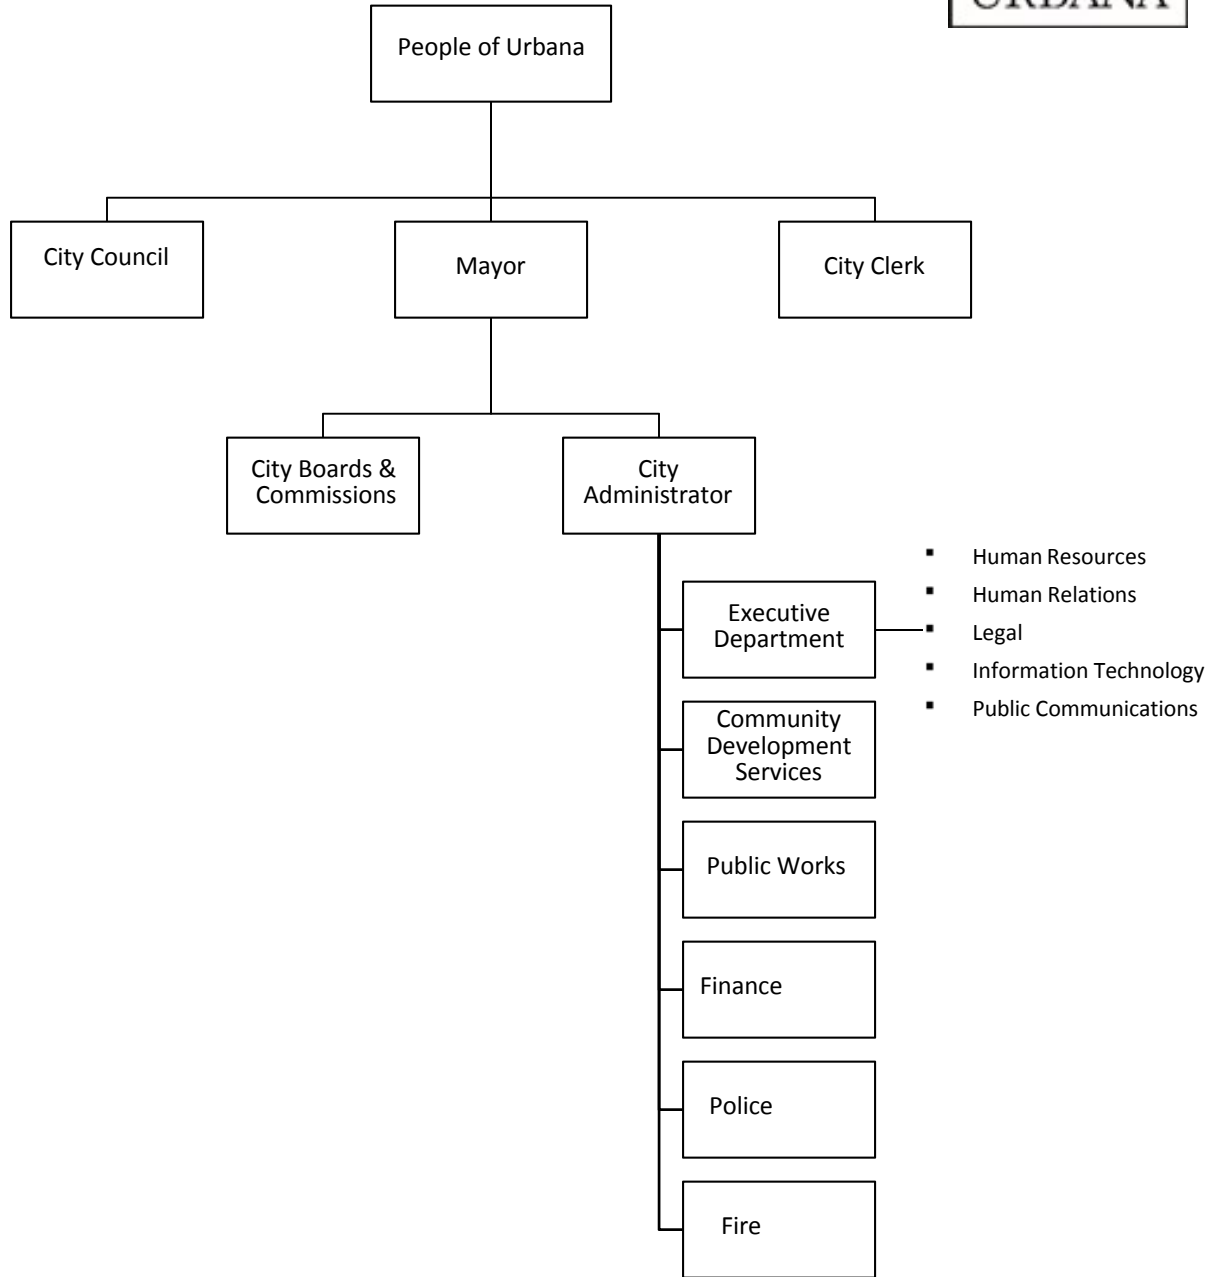 URBANA
People of Urbana
City Council
Mayor
City Clerk
City Boards &
Commissions
City
Administrator
Executive
Department
▪ Human Resources
▪ Human Relations
▪ Legal
▪ Information Technology
▪ Public Communications
Community
Development
Services
Public Works
Finance
Police
Fire